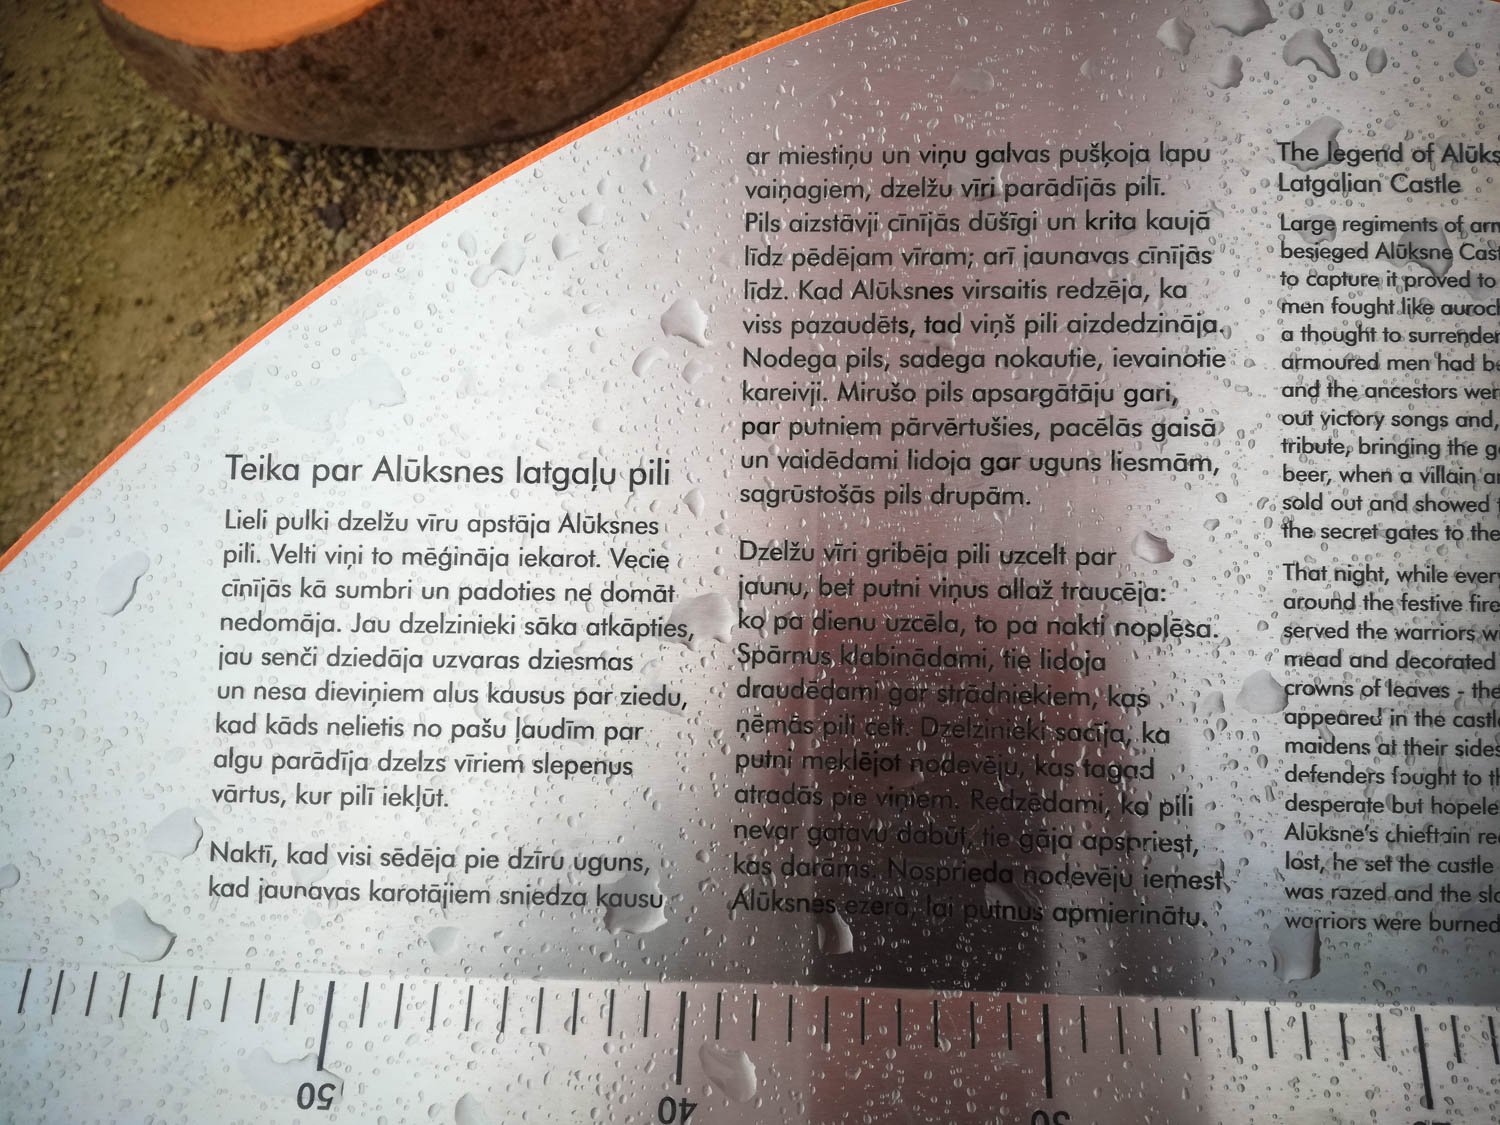 Teika par Alūksnes latgaļu pili
Lieli pulki dzelžu vīru apstāja Alūksnes
pili. Velti viņi to mēģināja iekarot. Vecie
cīnījās kā sumbri un padoties ne domāt
nedomāja. Jau dzelzinieki sāka atkāpties,
jau senči dziedāja uzvaras dziesmas
un nesa dieviņiem alus kausus par ziedu,
kad kāds nelietis no pašu ļaudīm par
algu parādīja dzelzs vīriem slepenus
vārtus, kur pilī iekļūt.
Naktī, kad visi sēdēja pie dzīru uguns,
kad jaunavas karotājiem sniedza kausu
ar miestiņu un viņu galvas pušķoja lapu
vaiņagiem, dzelžu vīri parādījās pilī.
Pils aizstāvji cīnījās dūšīgi un krita kaujā
līdz pēdējam vīram; arī jaunavas cīnījās
līdz. Kad Alūksnes virsaitis redzēja, ka
viss pazaudēts, tad viņš pili aizdedzināja.
Nodega pils, sadega nokautie, ievainotie
kareivji. Mirušo pils apsargātāju gari,
par putniem pārvērtušies, pacēlās gaisā
un vaidēdami lidoja gar uguns liesmām,
sagrūstošās pils drupām.
Dzelžu vīri gribēja pili uzcelt par
jaunu, bet putni viņus allaž traucēja:
ko pa dienu uzcēla, to pa nakti noplēsa.
Spārnus klabinādami, tie lidoja
draudēdami gar strādniekiem, kas
ņēmās pili celt. Dzelzinieki sacīja, ka
putni meklējot nodevēju, kas tagad
atradās pie viņiem. Redzēdami, ka pili
nevar gatavu dabūt, tie gāja apspriest,
kas darāms. Nosprieda nodevēju iemest
Alūksnes ezerā, lai putnus apmierinātu.
The legend of Alūks
Latgalian Castle
Large regiments of arm
besieged Alūksne Cast
to capture it proved to
men fought like auroch
a thought to surrender
armoured men had be
and the ancestors wer
out victory songs and,
tribute, bringing the g
beer, when a villain a
sold out and showed
the secret gates to the
That night, while every
around the festive fire
served the warriors w
mead and decorated
crowns of leaves - the
appeared in the castle
maidens at their sides
defenders fought to th
desperate but hopele
Alūksne's chieftain re
lost, he set the castle
was razed and the sla
warriors were burned
50
40
30